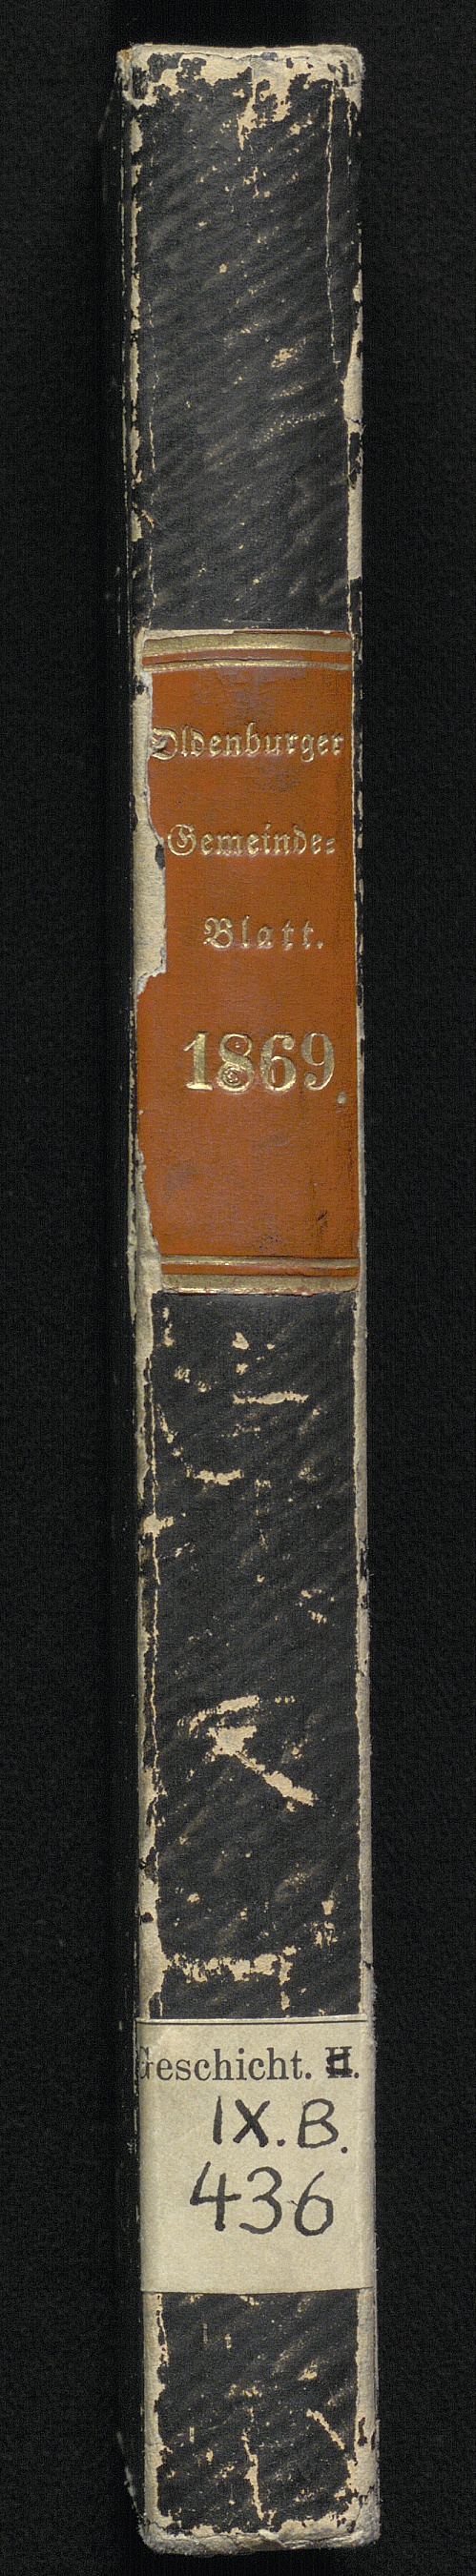 Oldenburger
Gemeinde-
Blatt.
1869.
Geschicht. H.
IX. B.
436